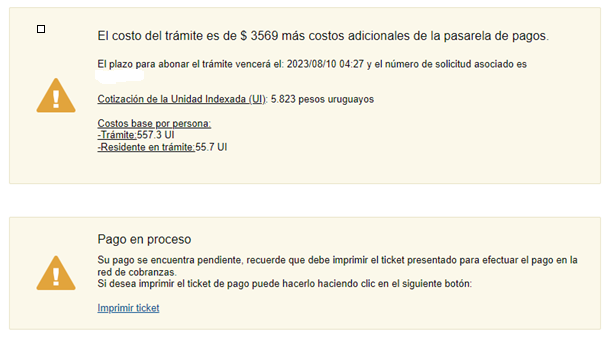 El costo del trámite es de $ 3569 más costos adicionales de la pasarela de pagos.
El plazo para abonar el trámite vencerá el: 2023/08/10 04:27 y el número de solicitud asociado es
Cotización de la Unidad Indexada (UI): 5.823 pesos uruguayos
Costos base por persona:
-Trámite:557.3 UI
-Residente en trámite:55.7 UI
Pago en proceso
Su pago se encuentra pendiente, recuerde que debe imprimir el ticket presentado para efectuar el pago en la
red de cobranzas.
Si desea imprimir el ticket de pago puede hacerlo haciendo clic en el siguiente botón:
Imprimir ticket